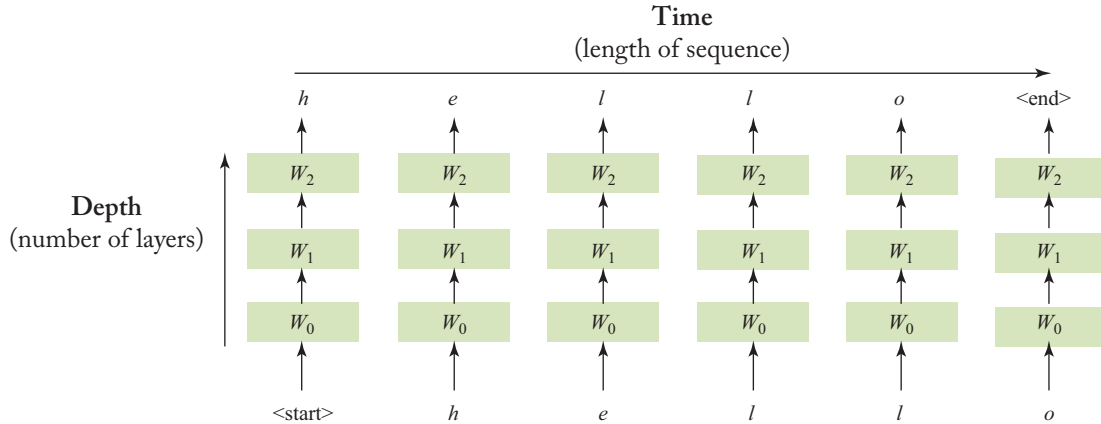 Time
(length of sequence)
h e l l o <end>
W2 W2 W2 W2 W2 W2
Depth
(number of layers)
W1 W1 W1 W1 W1 W1
W0 W0 W0 W0 W0 W0
<start> h e l l o